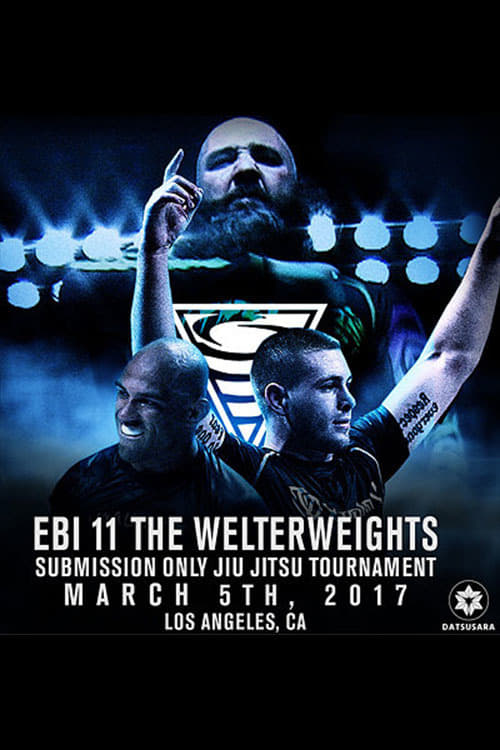 EBI 11 THE WELTERWEIGHTS
SUBMISSION ONLY JIU JITSU TOURNAMENT
MARCH 5TH, 2017
LOS ANGELES, CA
DATSUSARA